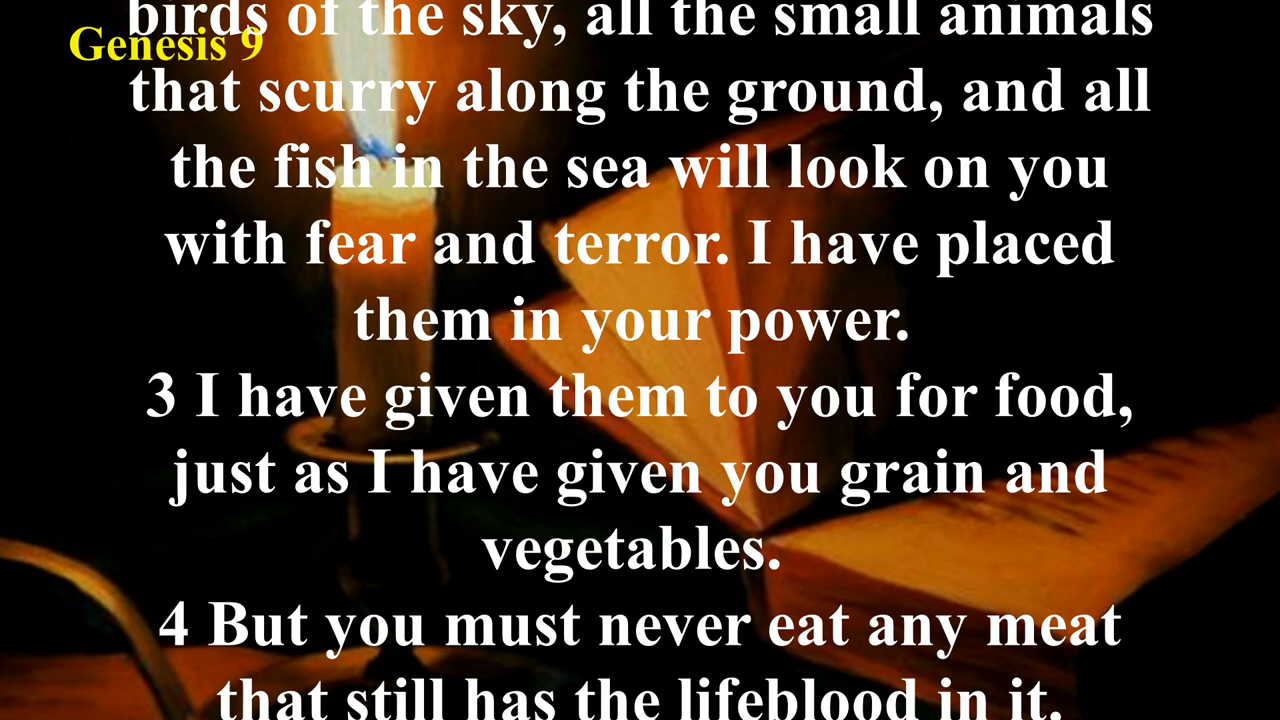 birds of the sky, all the small animals
Genesis 9
that scurry along the ground, and all
the fish in the sea will look on you
with fear and terror. I have placed
them in your power.
3 I have given them to you for food,
just as I have given you grain and
vegetables.
4 But you must never eat any meat
that still has the lifeblood in it.